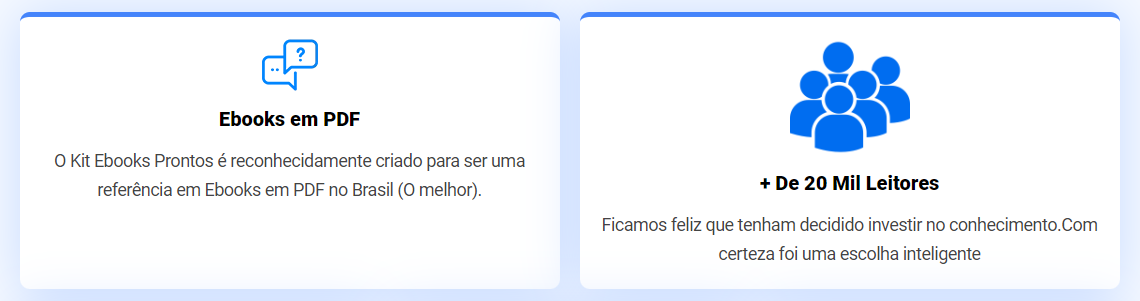 ?
Ebooks em PDF
O Kit Ebooks Prontos é reconhecidamente criado para ser uma
referência em Ebooks em PDF no Brasil (O melhor).
+ De 20 Mil Leitores
Ficamos feliz que tenham decidido investir no conhecimento.Com
certeza foi uma escolha inteligente